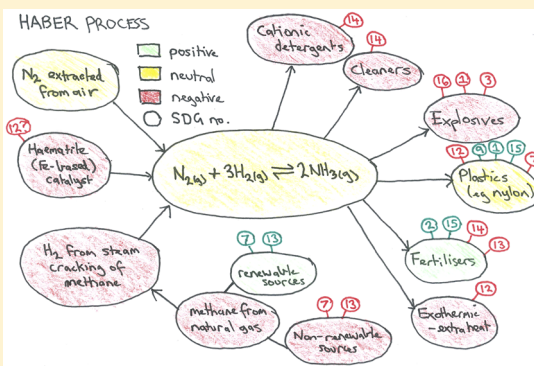 HABER PROCESS
positive
neutral
negative
SDG no.
N₂ extracted
from air
12?
Haematite
(Fe-based)
catalyst
H₂ from steam
cracking of
methane
N₂(g) + 3H₂(g) ⇌ 2NH₃(g)
14
Cationic
detergents
14
Cleaners
16
2
3
Explosives
12
9
1
15
Plastics
(eg nylon)
2
15
14
13
Fertilisers
12
Exothermic
-extra heat
7
13
renewable
sources
methane from
natural gas
7
13
Non-renewable
sources